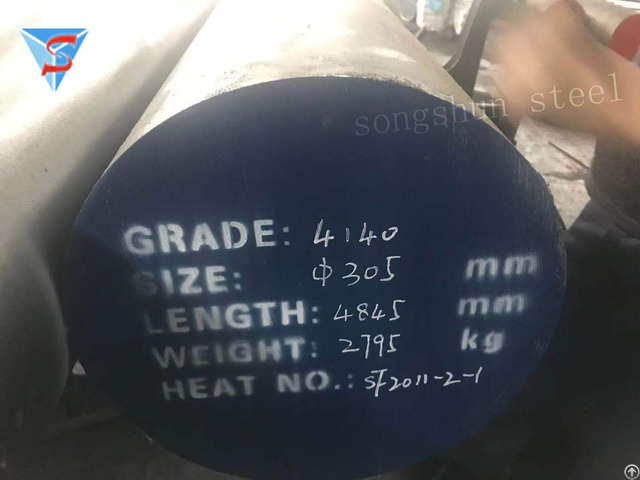 S
songshun steel
GRADE: 4140
SIZE: Φ305 mm
LENGTH: 4845 mm
WEIGHT: 2795 kg
HEAT NO.: SF2011-2-1